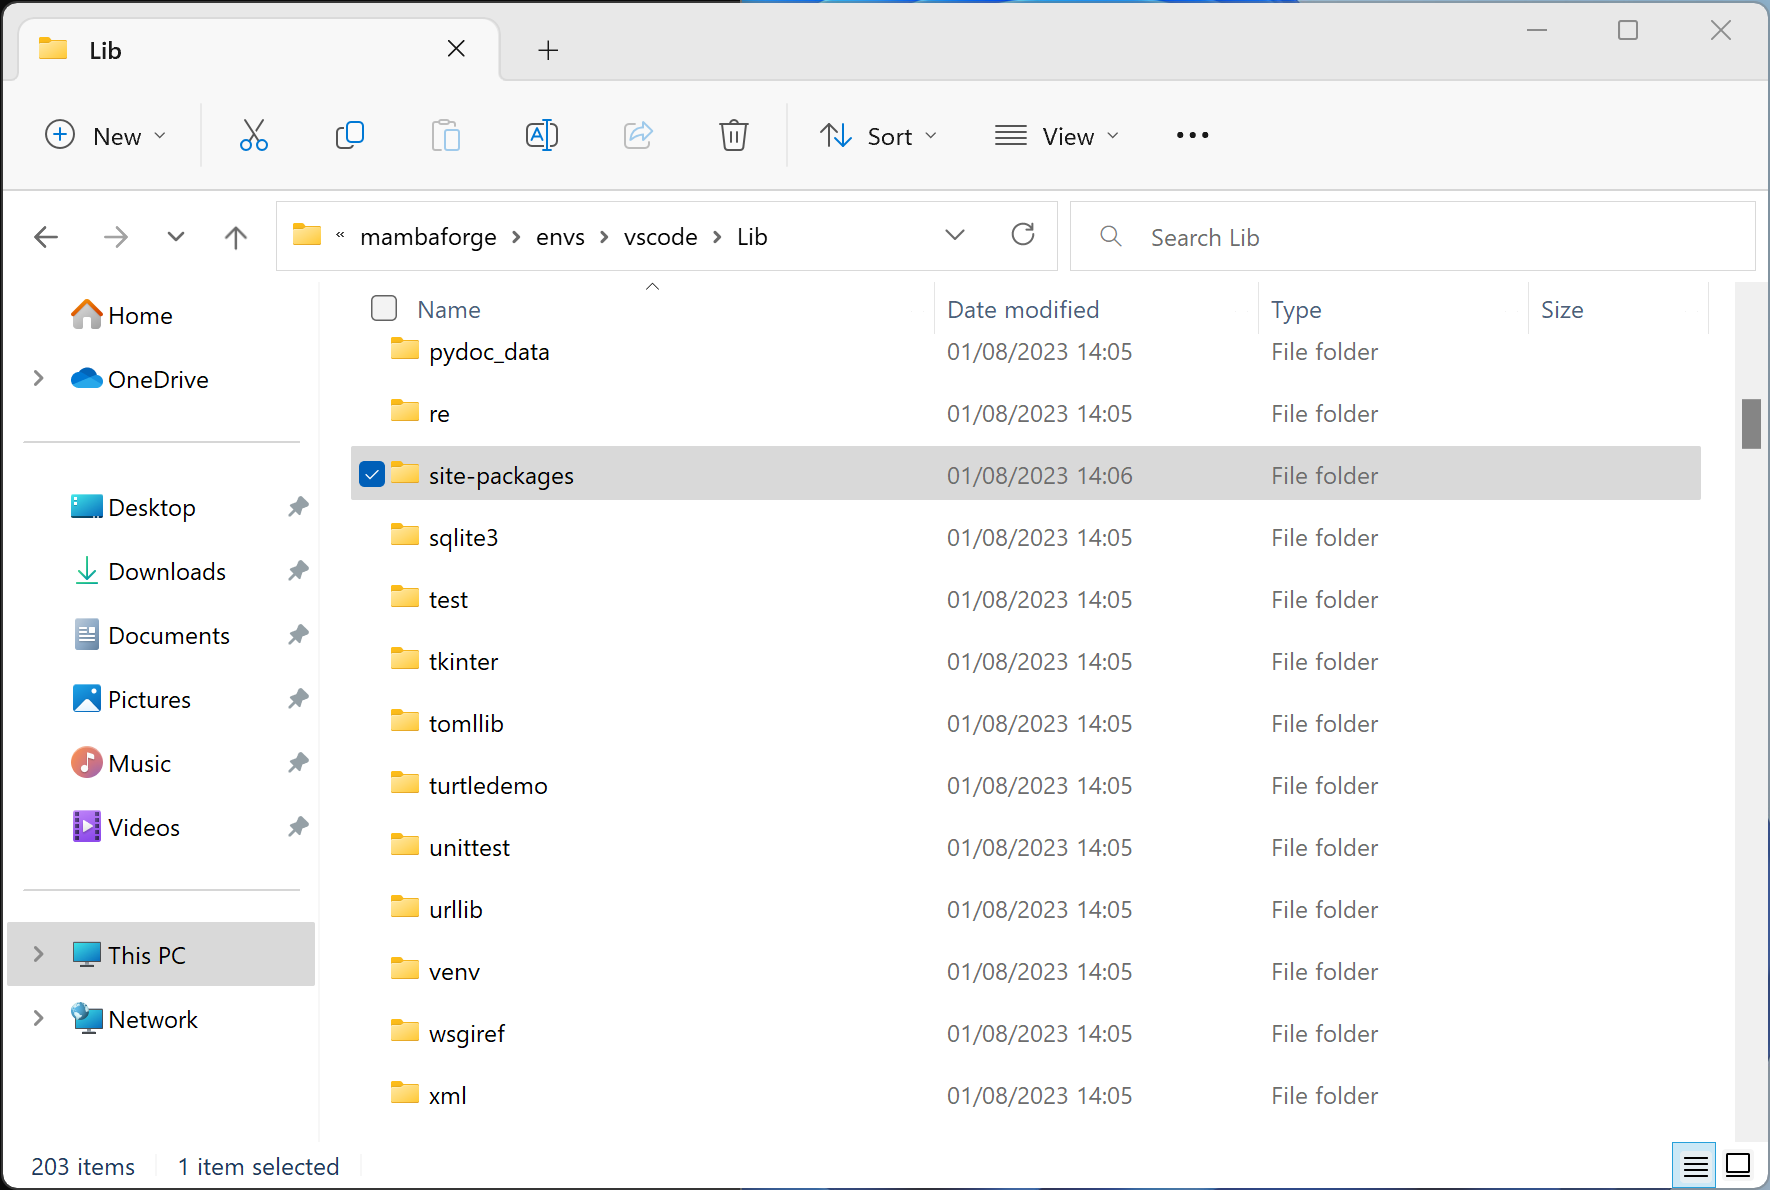 Lib
New
Sort
View
« mambaforge > envs > vscode > Lib
Search Lib
Home
OneDrive
Desktop
Downloads
Documents
Pictures
Music
Videos
This PC
Network
Name Date modified Type Size
pydoc_data 01/08/2023 14:05 File folder
re 01/08/2023 14:05 File folder
site-packages 01/08/2023 14:06 File folder
sqlite3 01/08/2023 14:05 File folder
test 01/08/2023 14:05 File folder
tkinter 01/08/2023 14:05 File folder
tomllib 01/08/2023 14:05 File folder
turtledemo 01/08/2023 14:05 File folder
unittest 01/08/2023 14:05 File folder
urllib 01/08/2023 14:05 File folder
venv 01/08/2023 14:05 File folder
wsgiref 01/08/2023 14:05 File folder
xml 01/08/2023 14:05 File folder
203 items 1 item selected